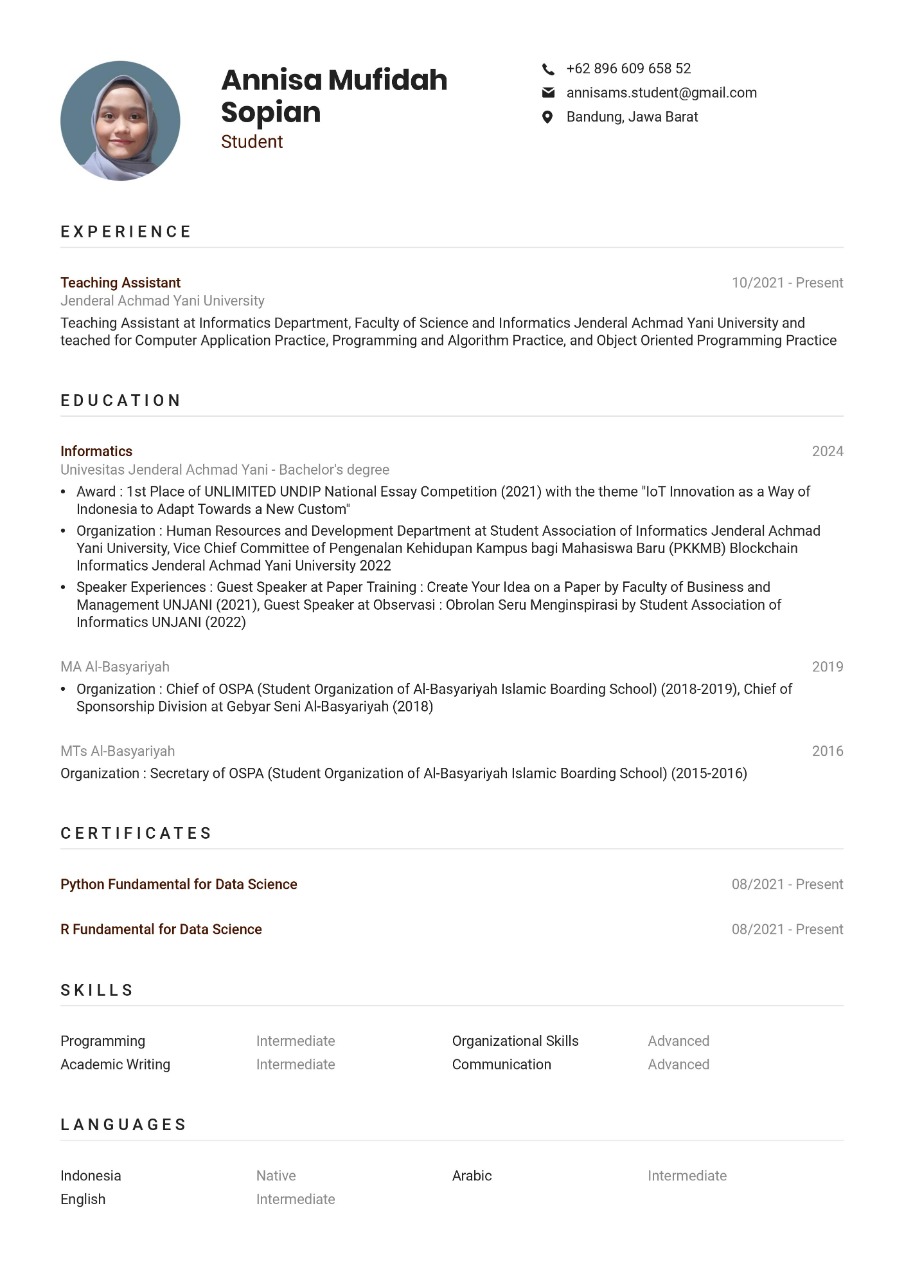 Annisa Mufidah
Sopian
Student
+62 896 609 658 52
annisams.student@gmail.com
Bandung, Jawa Barat
EXPERIENCE
Teaching Assistant 10/2021 - Present
Jenderal Achmad Yani University
Teaching Assistant at Informatics Department, Faculty of Science and Informatics Jenderal Achmad Yani University and
teached for Computer Application Practice, Programming and Algorithm Practice, and Object Oriented Programming Practice
EDUCATION
Informatics 2024
Univesitas Jenderal Achmad Yani - Bachelor's degree
• Award : 1st Place of UNLIMITED UNDIP National Essay Competition (2021) with the theme "IoT Innovation as a Way of
Indonesia to Adapt Towards a New Custom"
• Organization : Human Resources and Development Department at Student Association of Informatics Jenderal Achmad
Yani University, Vice Chief Committee of Pengenalan Kehidupan Kampus bagi Mahasiswa Baru (PKKMB) Blockchain
Informatics Jenderal Achmad Yani University 2022
• Speaker Experiences : Guest Speaker at Paper Training : Create Your Idea on a Paper by Faculty of Business and
Management UNJANI (2021), Guest Speaker at Observasi : Obrolan Seru Menginspirasi by Student Association of
Informatics UNJANI (2022)
MA Al-Basyariyah 2019
• Organization : Chief of OSPA (Student Organization of Al-Basyariyah Islamic Boarding School) (2018-2019), Chief of
Sponsorship Division at Gebyar Seni Al-Basyariyah (2018)
MTs Al-Basyariyah 2016
Organization : Secretary of OSPA (Student Organization of Al-Basyariyah Islamic Boarding School) (2015-2016)
CERTIFICATES
Python Fundamental for Data Science 08/2021 - Present
R Fundamental for Data Science 08/2021 - Present
SKILLS
Programming Intermediate Organizational Skills Advanced
Academic Writing Intermediate Communication Advanced
LANGUAGES
Indonesia Native Arabic Intermediate
English Intermediate